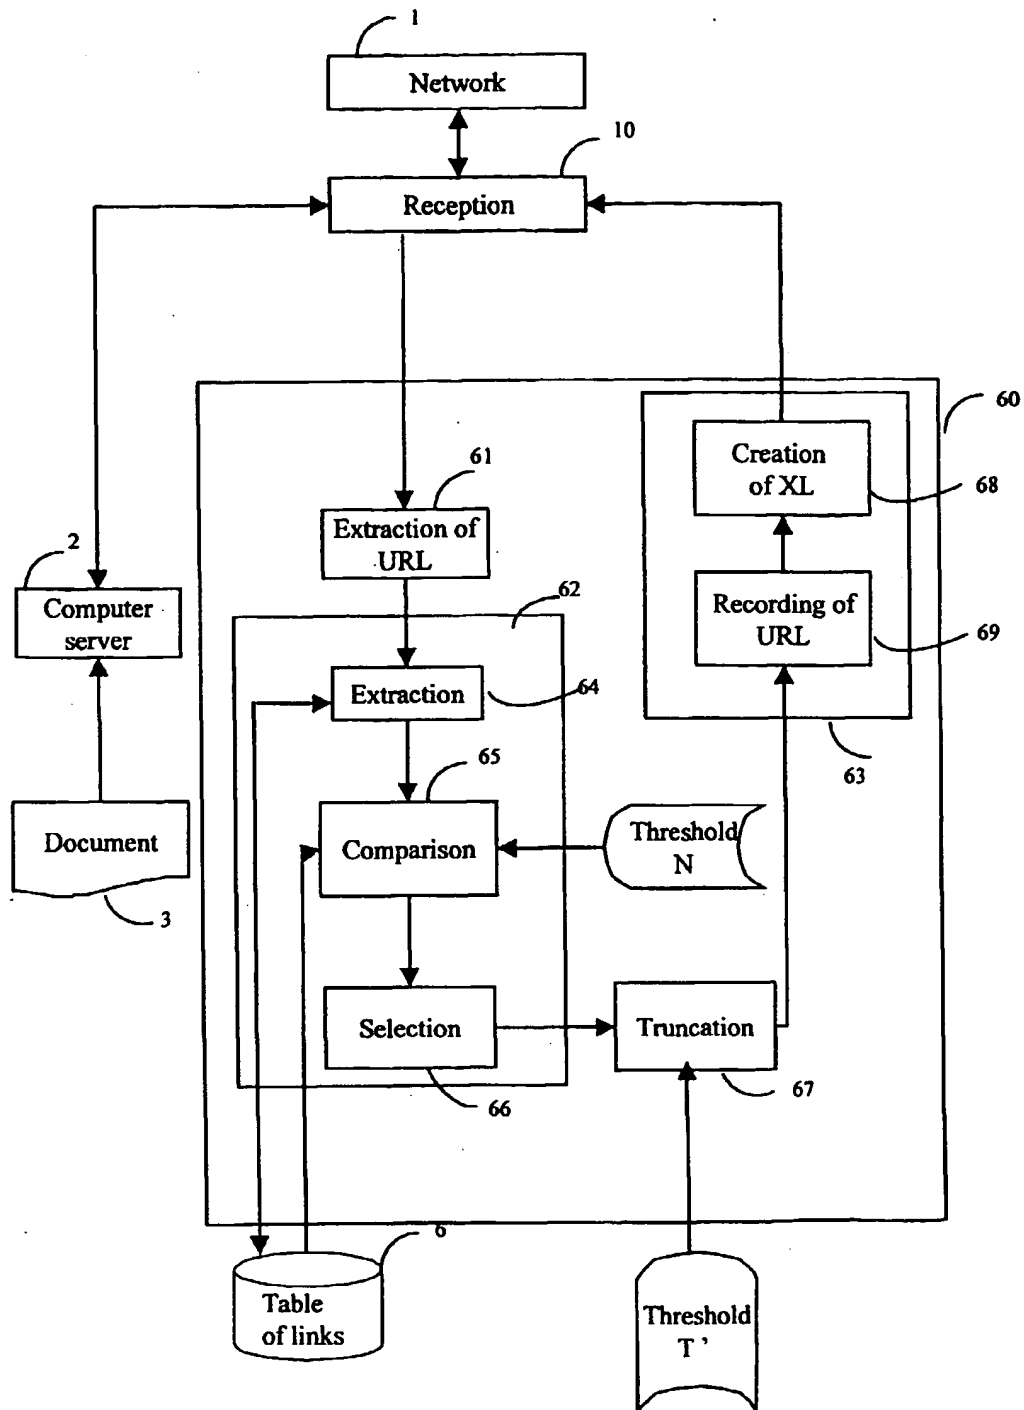 1
Network
10
Reception
60
Creation
of XL
68
61
Extraction of
URL
2
Computer
server
62
Recording of
URL
69
Extraction
64
63
65
Document
Comparison
Threshold
N
3
Selection
Truncation
66
67
6
Table
of links
Threshold
T'